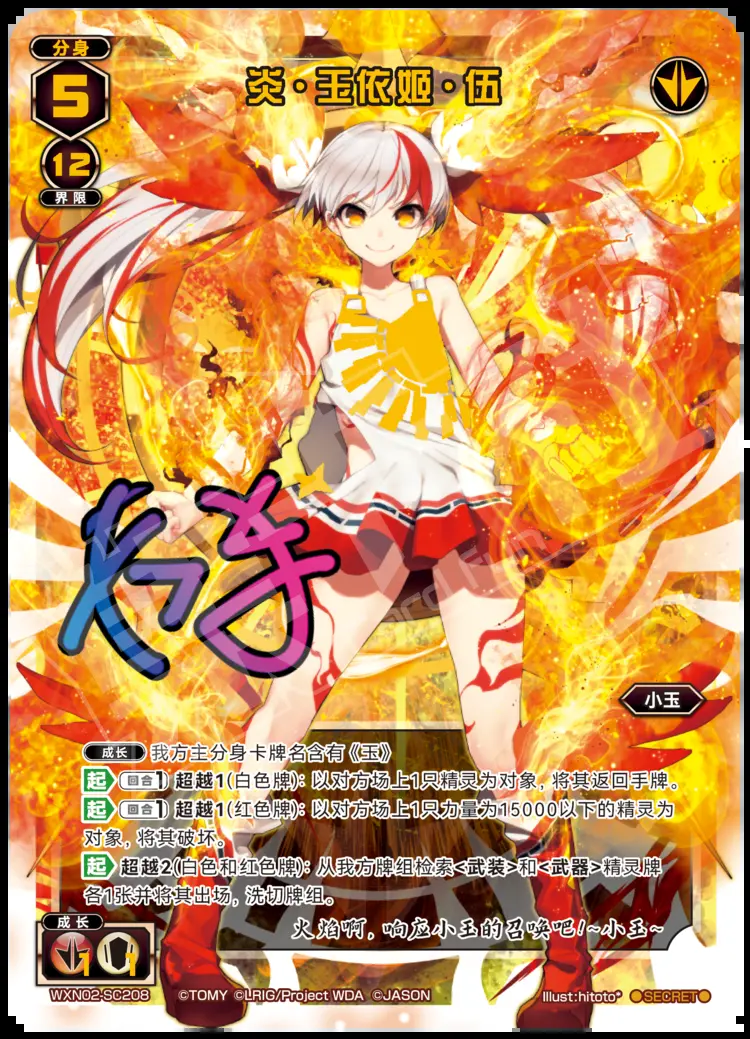 分身
5
炎·玉依姬·伍
12
界限
Card Fun
小玉
成长 我方主分身卡牌名含有《玉》
起 回合1 超越1(白色牌)：以对方场上1只精灵为对象，将其返回手牌。
起 回合1 超越1(红色牌)：以对方场上1只力量为15000以下的精灵为
对象，将其破坏。
起 超越2(白色和红色牌)：从我方牌组检索<武装>和<武器>精灵牌
各1张并将其出场，洗切牌组。
火焰啊，响应小玉的召唤吧!~小玉~
成长
1 1
WXN02-SC208 ©TOMY ©LRIG/Project WDA ©JASON Illust:hitoto* ●SECRET●